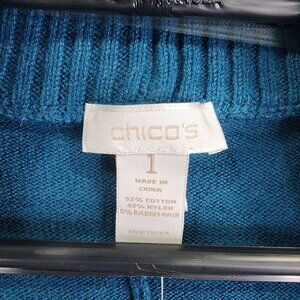 chico's
1
MADE IN
CHINA
52% COTTON
43% NYLON
5% RABBIT HAIR